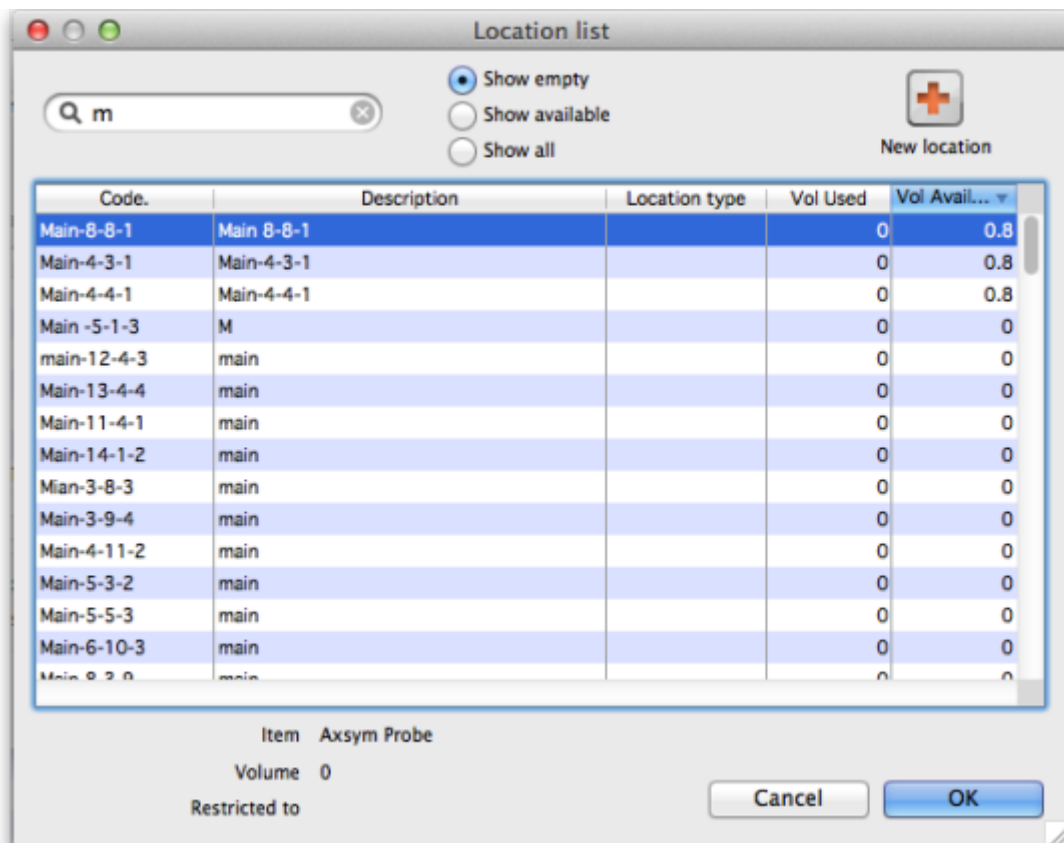 Location list
m
Show empty
Show available
Show all
New location
Code. Description Location type Vol Used Vol Avail...
Main-8-8-1 Main 8-8-1 0 0.8
Main-4-3-1 Main-4-3-1 0 0.8
Main-4-4-1 Main-4-4-1 0 0.8
Main -5-1-3 M 0 0
main-12-4-3 main 0 0
Main-13-4-4 main 0 0
Main-11-4-1 main 0 0
Main-14-1-2 main 0 0
Mian-3-8-3 main 0 0
Main-3-9-4 main 0 0
Main-4-11-2 main 0 0
Main-5-3-2 main 0 0
Main-5-5-3 main 0 0
Main-6-10-3 main 0 0
main 0 0
Item Axsym Probe
Volume 0
Restricted to
Cancel OK